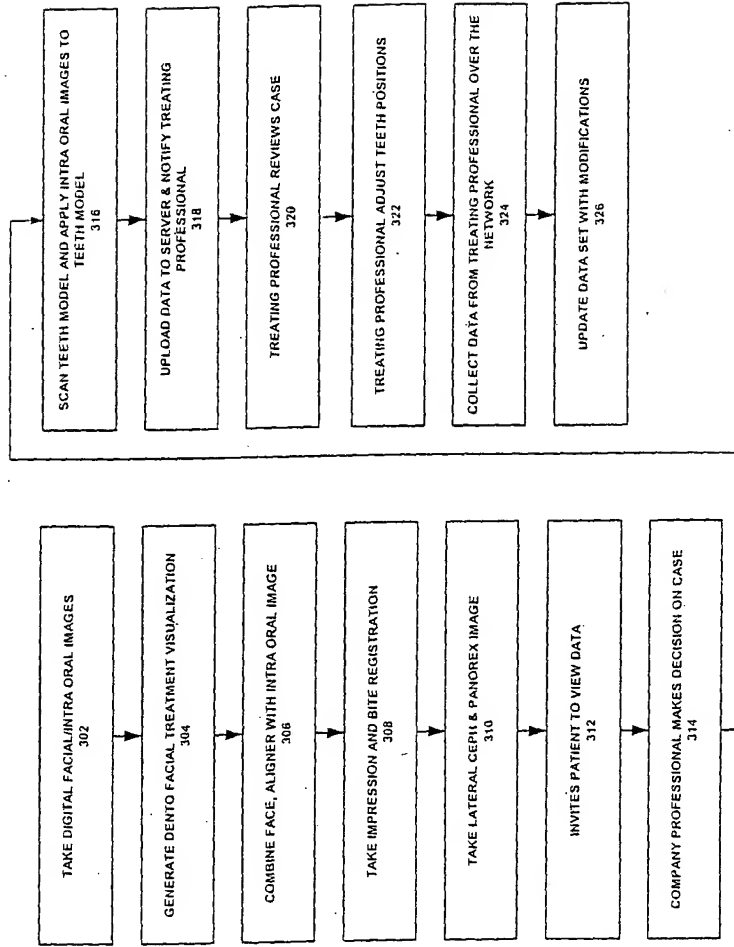 TAKE DIGITAL FACIAL/INTRA ORAL IMAGES
302
GENERATE DENTO FACIAL TREATMENT VISUALIZATION
304
COMBINE FACE, ALIGNER WITH INTRA ORAL IMAGE
306
TAKE IMPRESSION AND BITE REGISTRATION
308
TAKE LATERAL CEPH & PANOREX IMAGE
310
INVITES PATIENT TO VIEW DATA
312
COMPANY PROFESSIONAL MAKES DECISION ON CASE
314
SCAN TEETH MODEL AND APPLY INTRA ORAL IMAGES TO
TEETH MODEL
316
UPLOAD DATA TO SERVER & NOTIFY TREATING
PROFESSIONAL
318
TREATING PROFESSIONAL REVIEWS CASE
320
TREATING PROFESSIONAL ADJUST TEETH POSITIONS
322
COLLECT DATA FROM TREATING PROFESSIONAL OVER THE
NETWORK
324
UPDATE DATA SET WITH MODIFICATIONS
326